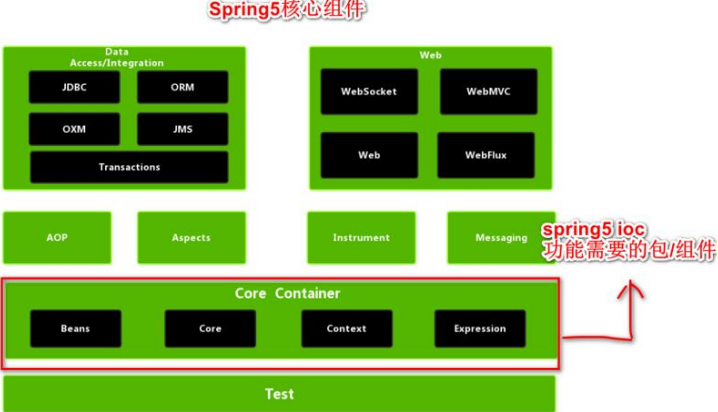 Spring5核心组件
Data
Access/Integration
JDBC
ORM
OXM
JMS
Transactions
Web
WebSocket
WebMVC
Web
WebFlux
AOP
Aspects
Instrument
Messaging
spring5 ioc
功能需要的包/组件
Core Container
Beans
Core
Context
Expression
Test